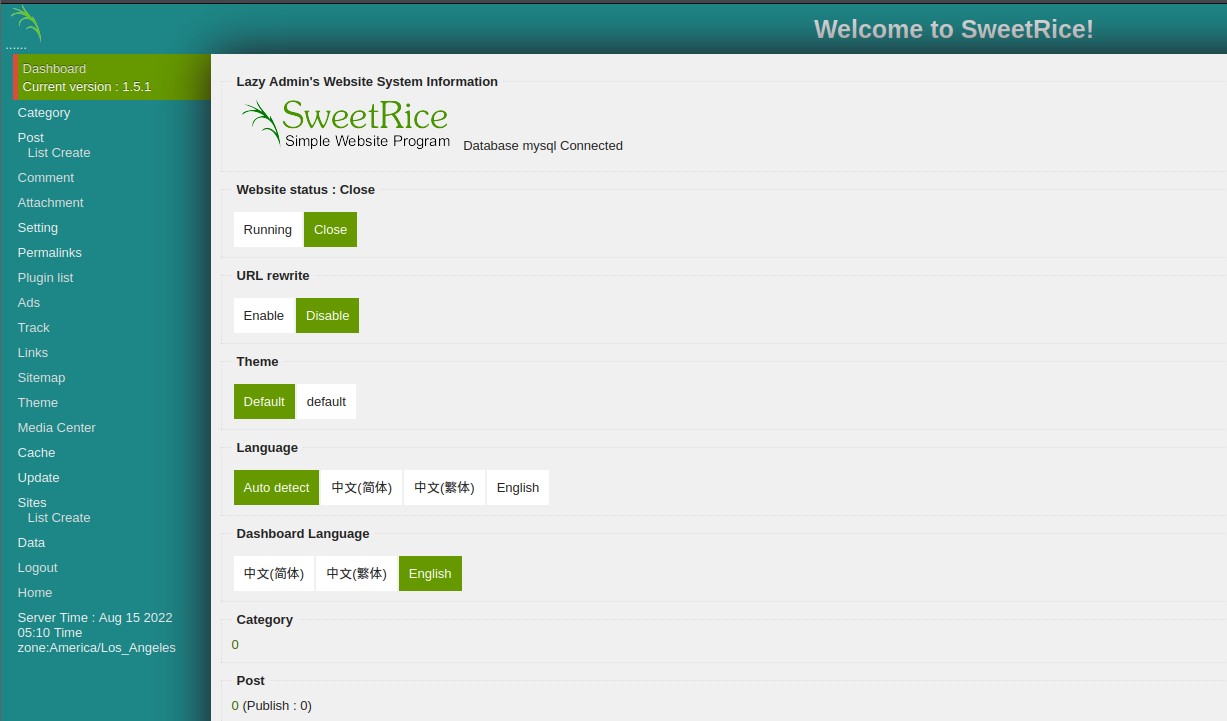 ......
Welcome to SweetRice!
Dashboard
Current version : 1.5.1
Category
Post
List Create
Comment
Attachment
Setting
Permalinks
Plugin list
Ads
Track
Links
Sitemap
Theme
Media Center
Cache
Update
Sites
List Create
Data
Logout
Home
Server Time : Aug 15 2022
05:10 Time
zone:America/Los_Angeles
Lazy Admin's Website System Information
SweetRice
Simple Website Program
Database mysql Connected
Website status : Close
Running Close
URL rewrite
Enable Disable
Theme
Default default
Language
Auto detect 中文(简体) 中文(繁体) English
Dashboard Language
中文(简体) 中文(繁体) English
Category
0
Post
0 (Publish : 0)